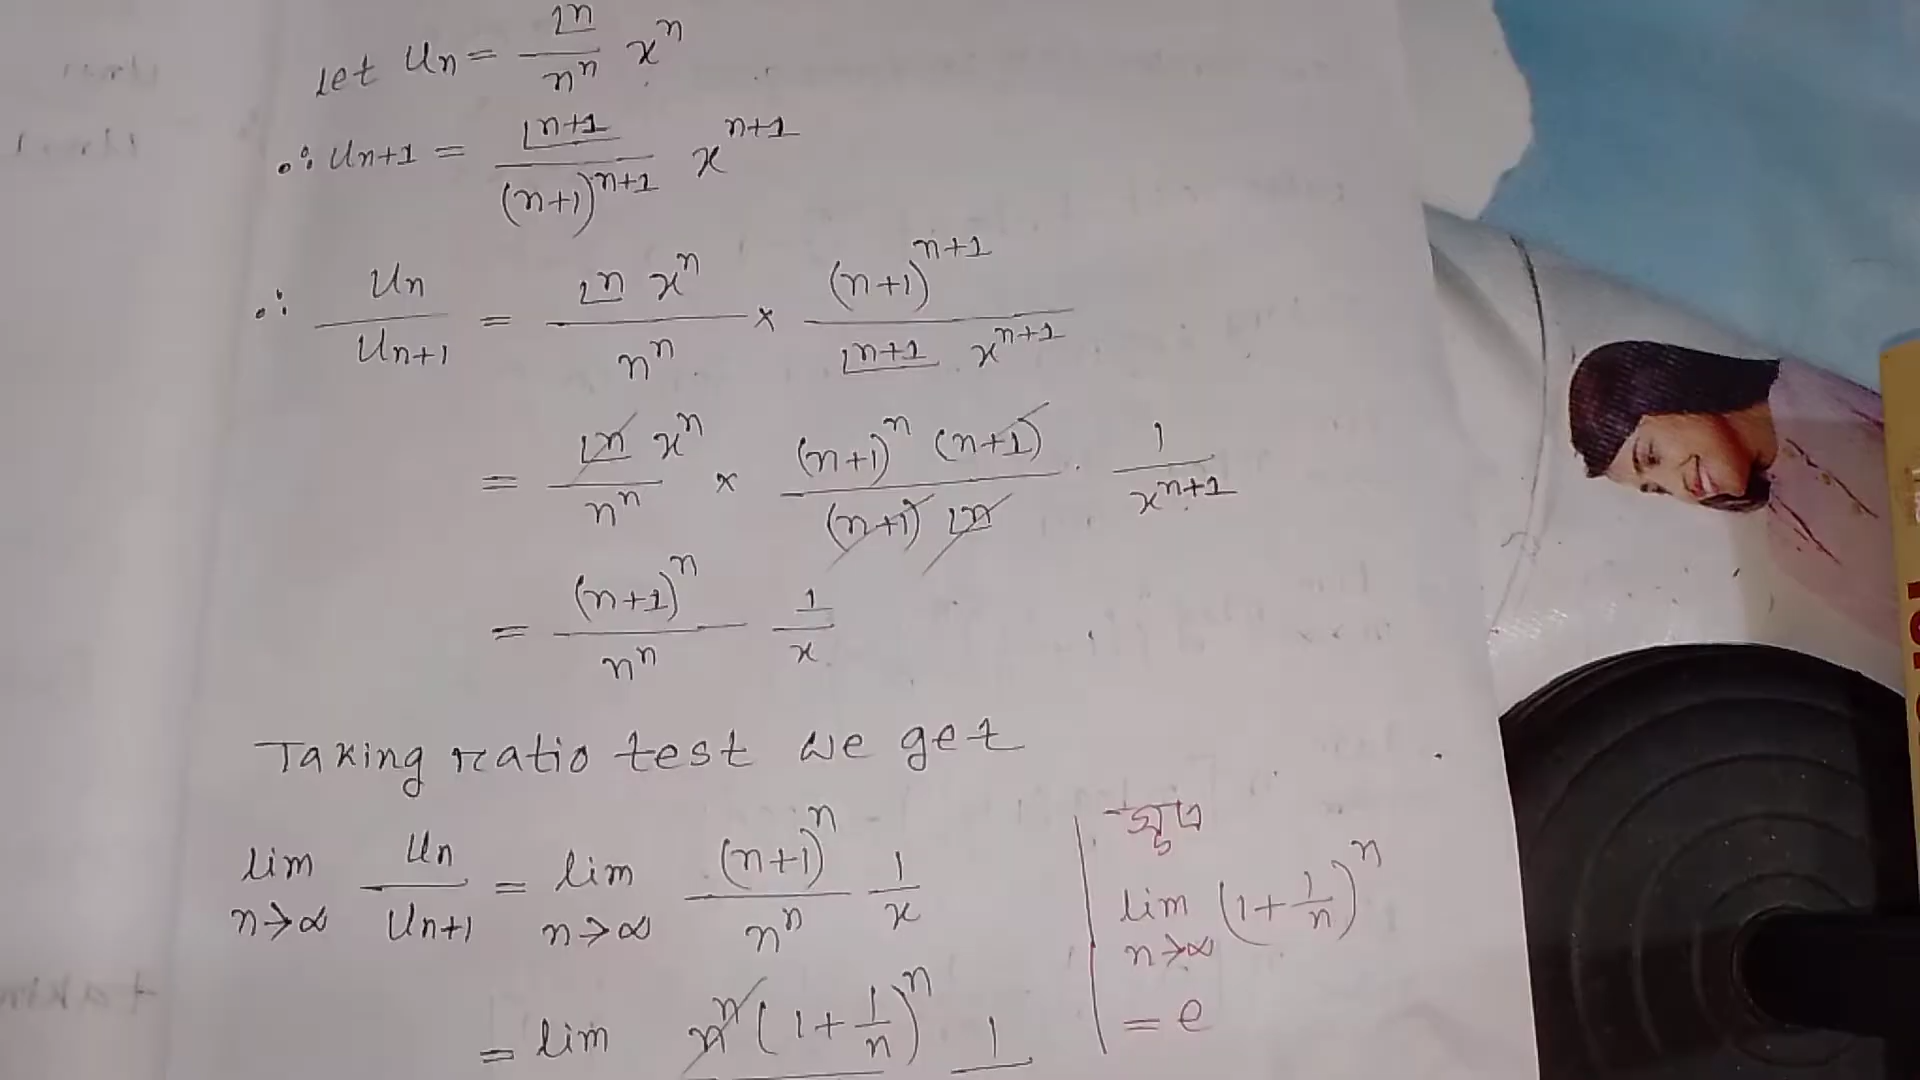 let Un = ⌊n / n^n x^n
∴ Un+1 = ⌊n+1 / (n+1)^n+1 x^n+1
∴ Un / Un+1 = ⌊n x^n / n^n × (n+1)^n+1 / ⌊n+1 x^n+1
= ⌊n x^n / n^n × (n+1)^n (n+1) / (n+1) ⌊n · 1 / x^n+1
= (n+1)^n / n^n 1/x
Taking ratio test we get
lim n→∞ Un / Un+1 = lim n→∞ (n+1)^n / n^n 1/x
= lim n^n (1 + 1/n)^n 1
সূত্র
lim n→∞ (1 + 1/n)^n
= e